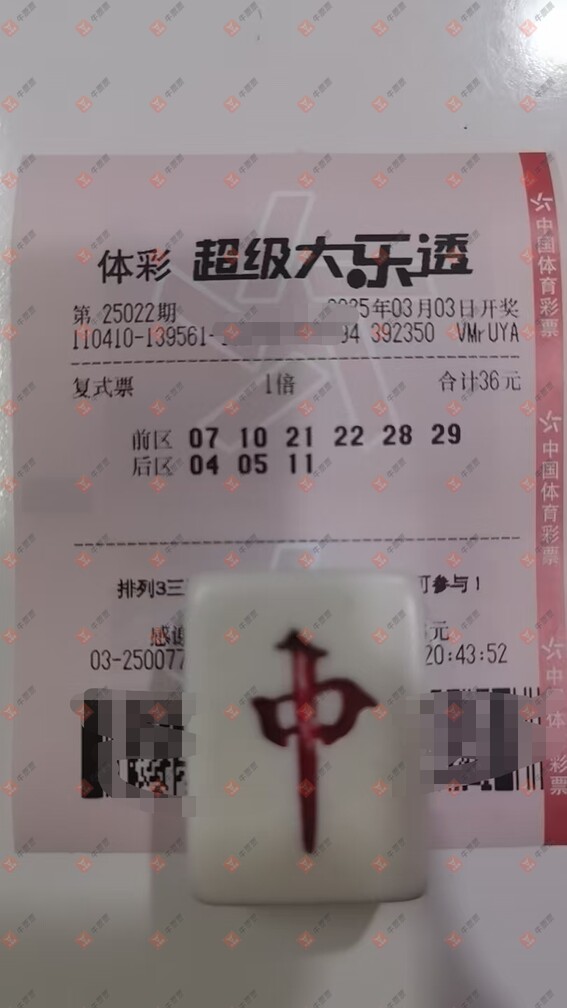 体彩 超级大乐透
第 25022期 2025年03月03日开奖
110410-139561- 94 392350 VMrUYA
复式票 1倍 合计36元
前区 07 10 21 22 28 29
后区 04 05 11
排列3三 可参与!
感谢 元
03-250077 20:43:52
中
中国体育彩票
中国体育彩票
中国体 彩票